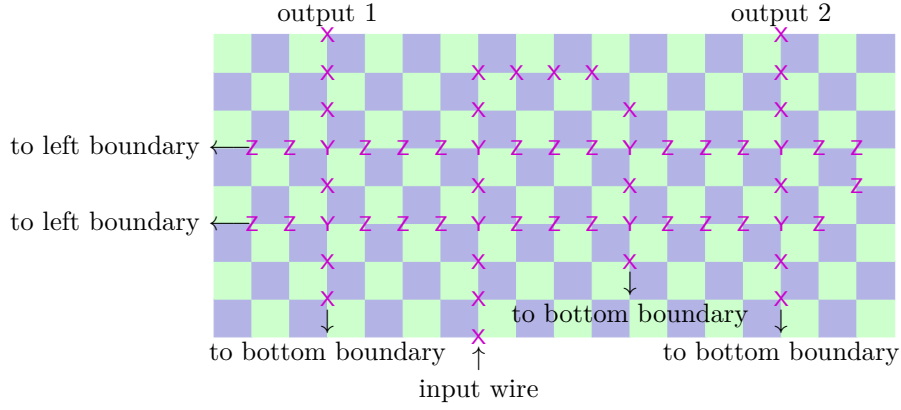 output 1 output 2
X X
X X X X X X
X X X X
to left boundary Z Z Y Z Z Z Y Z Z Z Y Z Z Z Y Z Z
X X X Z
to left boundary Z Z Y Z Z Z Y Z Z Z Y Z Z Z Y Z
X X X X
X X X
to bottom boundary
X
to bottom boundary to bottom boundary
input wire